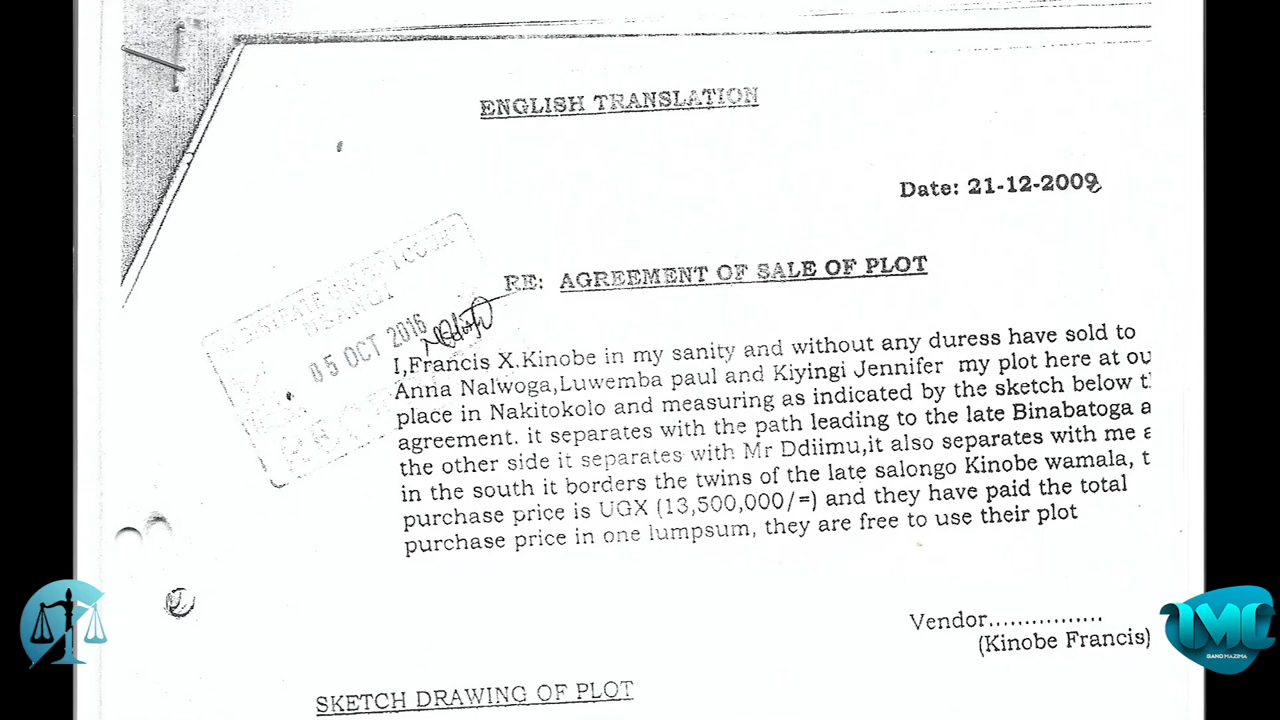 ENGLISH TRANSLATION
Date: 21-12-2009
RE: AGREEMENT OF SALE OF PLOT
05 OCT 2016
I,Francis X.Kinobe in my sanity and without any duress have sold to
Anna Nalwoga,Luwemba paul and Kiyingi Jennifer my plot here at ou
place in Nakitokolo and measuring as indicated by the sketch below t
agreement. it separates with the path leading to the late Binabatoga a
the other side it separates with Mr Ddiimu,it also separates with me a
in the south it borders the twins of the late salongo Kinobe wamala, t
purchase price is UGX (13,500,000/=) and they have paid the total
purchase price in one lumpsum, they are free to use their plot
Vendor................
(Kinobe Francis)
SKETCH DRAWING OF PLOT
IMC
GANO MAZIMA